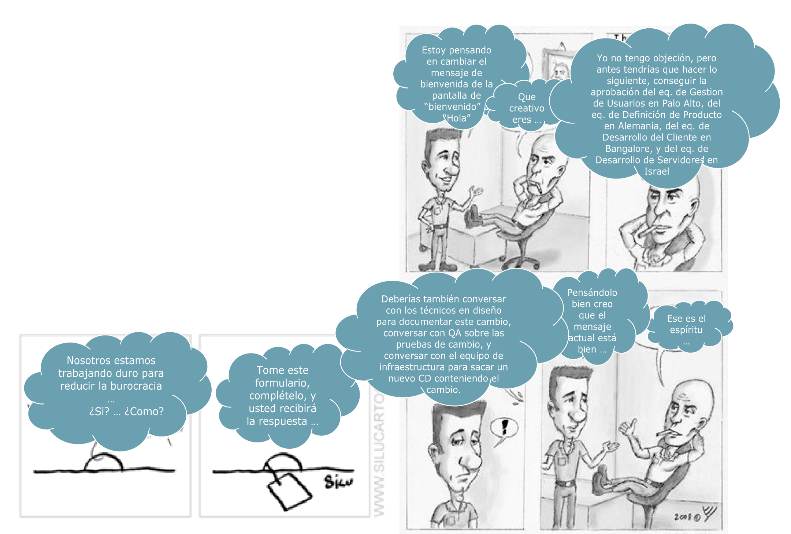 Estoy pensando
en cambiar el
mensaje de
bienvenida de la
pantalla de
"bienvenido" a
"Hola"
Que
creativo
eres ...
Yo no tengo objeción, pero
antes tendrías que hacer lo
siguiente, conseguir la
aprobación del eq. de Gestion
de Usuarios en Palo Alto, del
eq. de Definición de Producto
en Alemania, del eq. de
Desarrollo del Cliente en
Bangalore, y del eq. de
Desarrollo de Servidores en
Israel
Deberías también conversar
con los técnicos en diseño
para documentar este cambio,
conversar con QA sobre las
pruebas de cambio, y
conversar con el equipo de
infraestructura para sacar un
nuevo CD conteniendo el
cambio.
!
Pensándolo
bien creo
que el
mensaje
actual está
bien ...
Ese es el
espíritu
...
2008 ©
Nosotros estamos
trabajando duro para
reducir la burocracia
...
¿Si? ... ¿Como?
Tome este
formulario,
complételo, y
usted recibirá
la respuesta ...
Silu
WWW.SILUCARTO